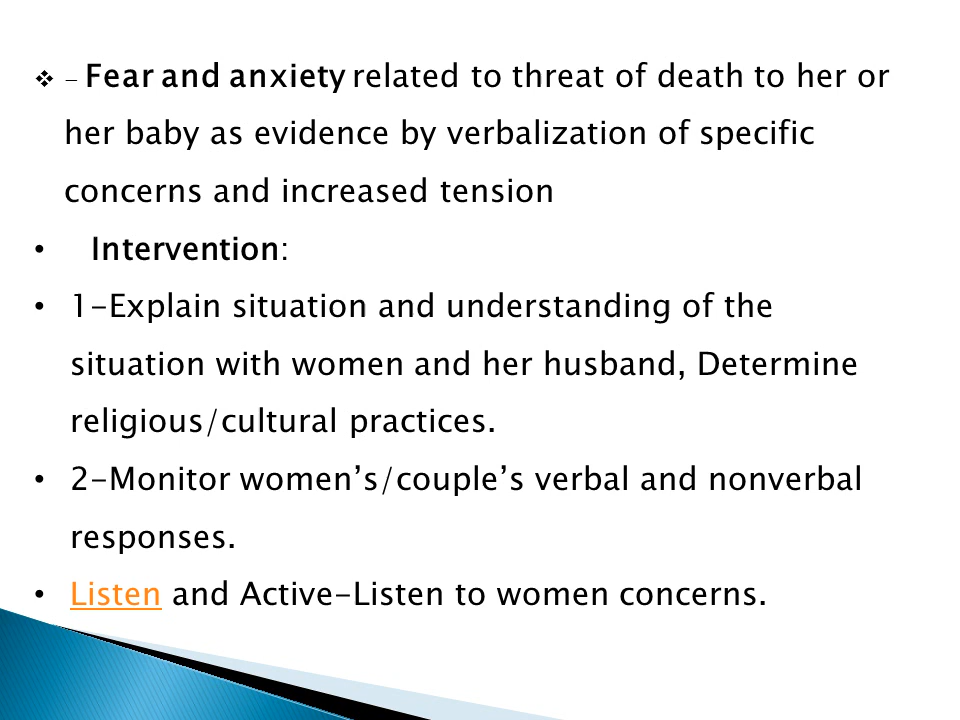 ❖ – Fear and anxiety related to threat of death to her or
her baby as evidence by verbalization of specific
concerns and increased tension
• Intervention:
• 1-Explain situation and understanding of the
situation with women and her husband, Determine
religious/cultural practices.
• 2-Monitor women’s/couple’s verbal and nonverbal
responses.
• Listen and Active-Listen to women concerns.